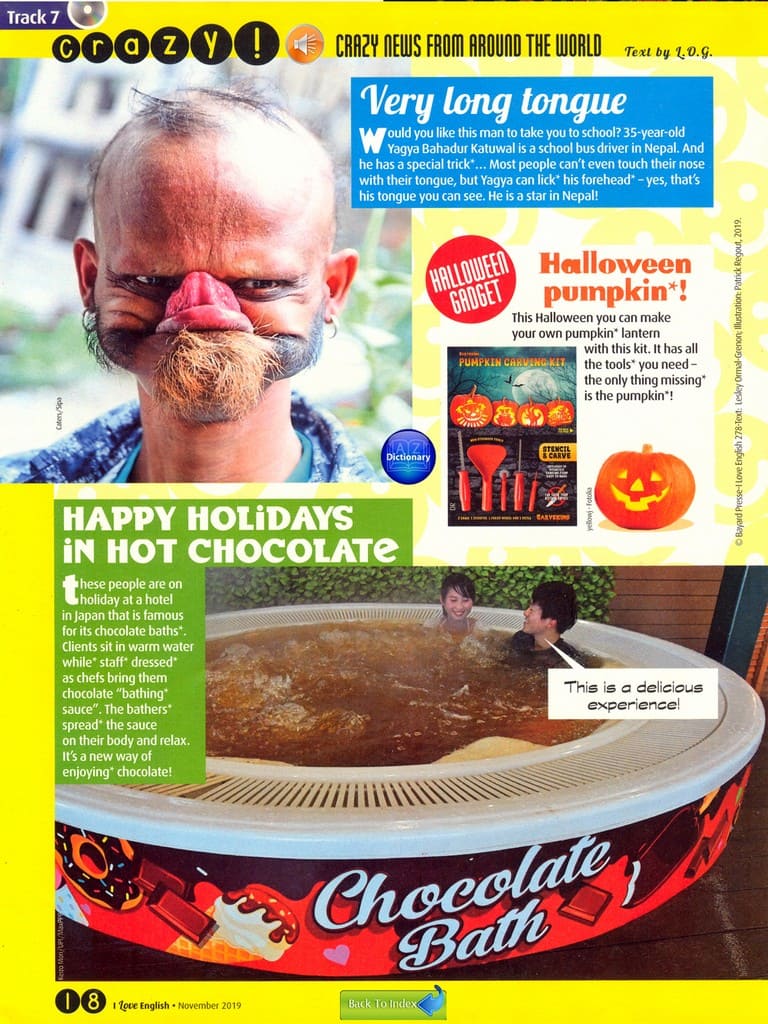 Track 7
Crazy!
CRAZY NEWS FROM AROUND THE WORLD
Text by L.O.G.
Very long tongue
Would you like this man to take you to school? 35-year-old
Yagya Bahadur Katuwal is a school bus driver in Nepal. And
he has a special trick*... Most people can't even touch their nose
with their tongue, but Yagya can lick* his forehead* – yes, that's
his tongue you can see. He is a star in Nepal!
HALLOWEEN
GADGET
Halloween
pumpkin*!
This Halloween you can make
your own pumpkin* lantern
with this kit. It has all
the tools* you need –
the only thing missing*
is the pumpkin*!
PUMPKIN CARVING KIT
STENCIL
& CARVE
DR
yellowj - Fotolia
Caters/Sipa
A-Z
Dictionary
© Bayard Presse-I Love English 278-Text: Lesley Ormal-Grenon; Illustration: Patrick Regout, 2019.
HAPPY HOLIDAYS
IN HOT CHOCOLATE
These people are on
holiday at a hotel
in Japan that is famous
for its chocolate baths*.
Clients sit in warm water
while* staff* dressed*
as chefs bring them
chocolate "bathing*
sauce". The bathers*
spread* the sauce
on their body and relax.
It's a new way of
enjoying* chocolate!
This is a delicious
experience!
Chocolate
Bath
18 I Love English • November 2019
Back To Index